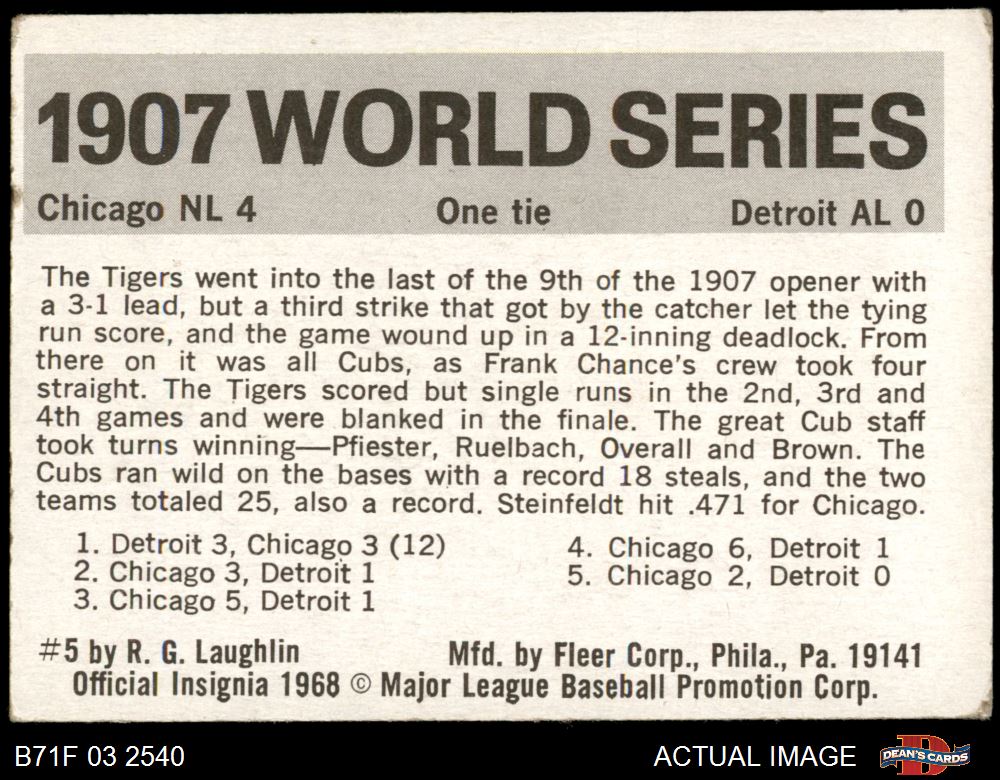 1907 WORLD SERIES
Chicago NL 4 One tie Detroit AL 0
The Tigers went into the last of the 9th of the 1907 opener with
a 3-1 lead, but a third strike that got by the catcher let the tying
run score, and the game wound up in a 12-inning deadlock. From
there on it was all Cubs, as Frank Chance's crew took four
straight. The Tigers scored but single runs in the 2nd, 3rd and
4th games and were blanked in the finale. The great Cub staff
took turns winning—Pfiester, Ruelbach, Overall and Brown. The
Cubs ran wild on the bases with a record 18 steals, and the two
teams totaled 25, also a record. Steinfeldt hit .471 for Chicago.
1. Detroit 3, Chicago 3 (12)
2. Chicago 3, Detroit 1
3. Chicago 5, Detroit 1
4. Chicago 6, Detroit 1
5. Chicago 2, Detroit 0
#5 by R. G. Laughlin Mfd. by Fleer Corp., Phila., Pa. 19141
Official Insignia 1968 © Major League Baseball Promotion Corp.
B71F 03 2540 ACTUAL IMAGE DEAN'S CARDS